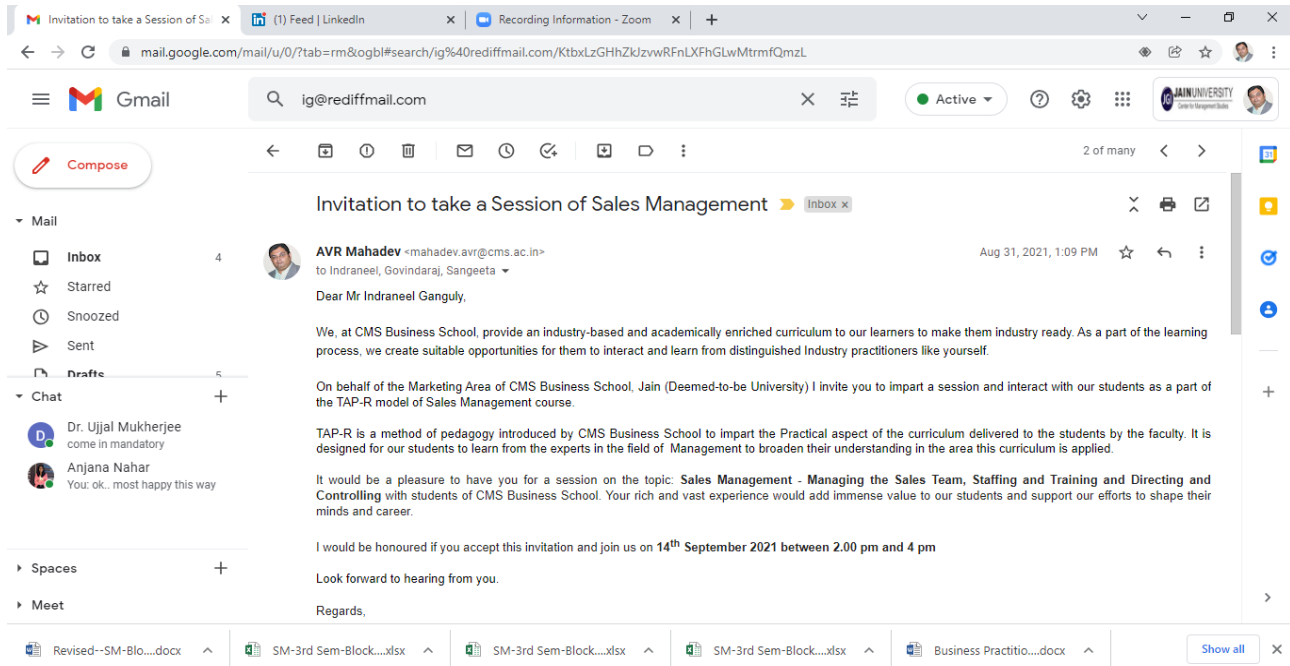 Invitation to take a Session of Sal
(1) Feed | LinkedIn
Recording Information - Zoom
mail.google.com/mail/u/0/?tab=rm&ogbl#search/ig%40rediffmail.com/KtbxLzGHhZkJzvwRFnLXFhGLwMtrmfQmzL
Gmail
ig@rediffmail.com
Active
JGI JAIN UNIVERSITY
Center for Management Studies
Compose
2 of many
31
Mail
Inbox 4
Starred
Snoozed
Sent
Drafts 5
Chat
Dr. Ujjal Mukherjee
come in mandatory
D
Anjana Nahar
You: ok.. most happy this way
Spaces
Meet
Invitation to take a Session of Sales Management Inbox x
AVR Mahadev <mahadev.avr@cms.ac.in> Aug 31, 2021, 1:09 PM
to Indraneel, Govindaraj, Sangeeta
Dear Mr Indraneel Ganguly,
We, at CMS Business School, provide an industry-based and academically enriched curriculum to our learners to make them industry ready. As a part of the learning
process, we create suitable opportunities for them to interact and learn from distinguished Industry practitioners like yourself.
On behalf of the Marketing Area of CMS Business School, Jain (Deemed-to-be University) I invite you to impart a session and interact with our students as a part of
the TAP-R model of Sales Management course.
TAP-R is a method of pedagogy introduced by CMS Business School to impart the Practical aspect of the curriculum delivered to the students by the faculty. It is
designed for our students to learn from the experts in the field of Management to broaden their understanding in the area this curriculum is applied.
It would be a pleasure to have you for a session on the topic: Sales Management - Managing the Sales Team, Staffing and Training and Directing and
Controlling with students of CMS Business School. Your rich and vast experience would add immense value to our students and support our efforts to shape their
minds and career.
I would be honoured if you accept this invitation and join us on 14th September 2021 between 2.00 pm and 4 pm
Look forward to hearing from you.
Regards,
Revised--SM-Blo....docx
SM-3rd Sem-Block....xlsx
SM-3rd Sem-Block....xlsx
SM-3rd Sem-Block....xlsx
Business Practitio....docx
Show all